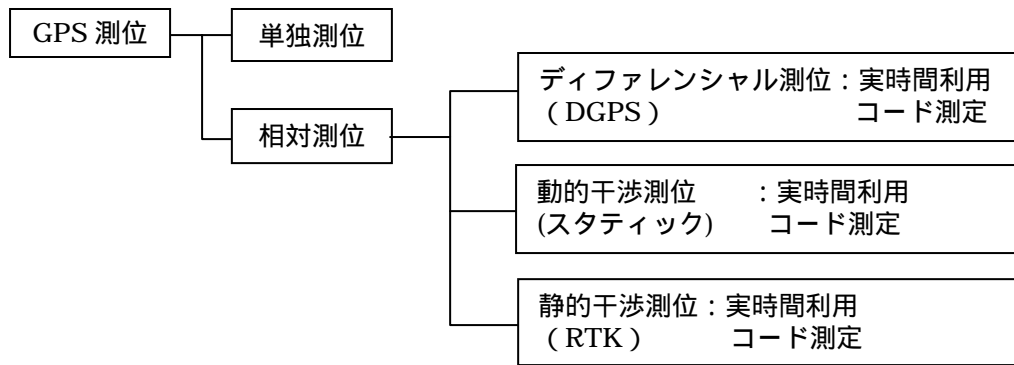 GPS 測位
単独測位
相対測位
ディファレンシャル測位：実時間利用
（DGPS） コード測定
動的干渉測位 ：実時間利用
(スタティック) コード測定
静的干渉測位：実時間利用
（RTK） コード測定